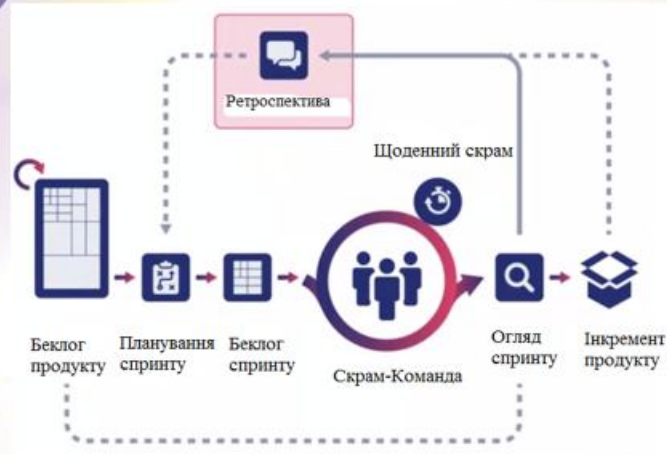 Ретроспектива
Щоденний скрам
Беклог
продукту
Планування
спринту
Беклог
спринту
Скрам-Команда
Огляд
спринту
Інкремент
продукту